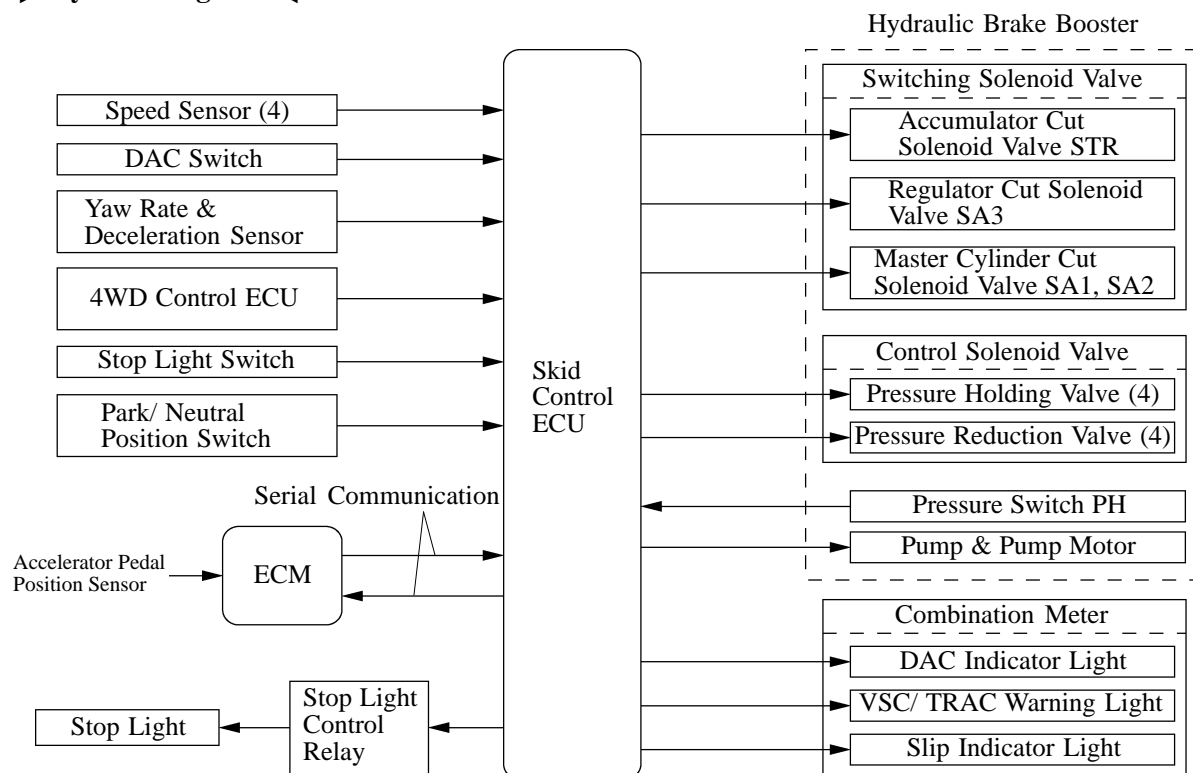 Hydraulic Brake Booster
Speed Sensor (4)
DAC Switch
Yaw Rate &
Deceleration Sensor
4WD Control ECU
Stop Light Switch
Park/ Neutral
Position Switch
Serial Communication
Accelerator Pedal
Position Sensor
ECM
Stop Light
Control
Relay
Stop Light
Skid
Control
ECU
Switching Solenoid Valve
Accumulator Cut
Solenoid Valve STR
Regulator Cut Solenoid
Valve SA3
Master Cylinder Cut
Solenoid Valve SA1, SA2
Control Solenoid Valve
Pressure Holding Valve (4)
Pressure Reduction Valve (4)
Pressure Switch PH
Pump & Pump Motor
Combination Meter
DAC Indicator Light
VSC/ TRAC Warning Light
Slip Indicator Light